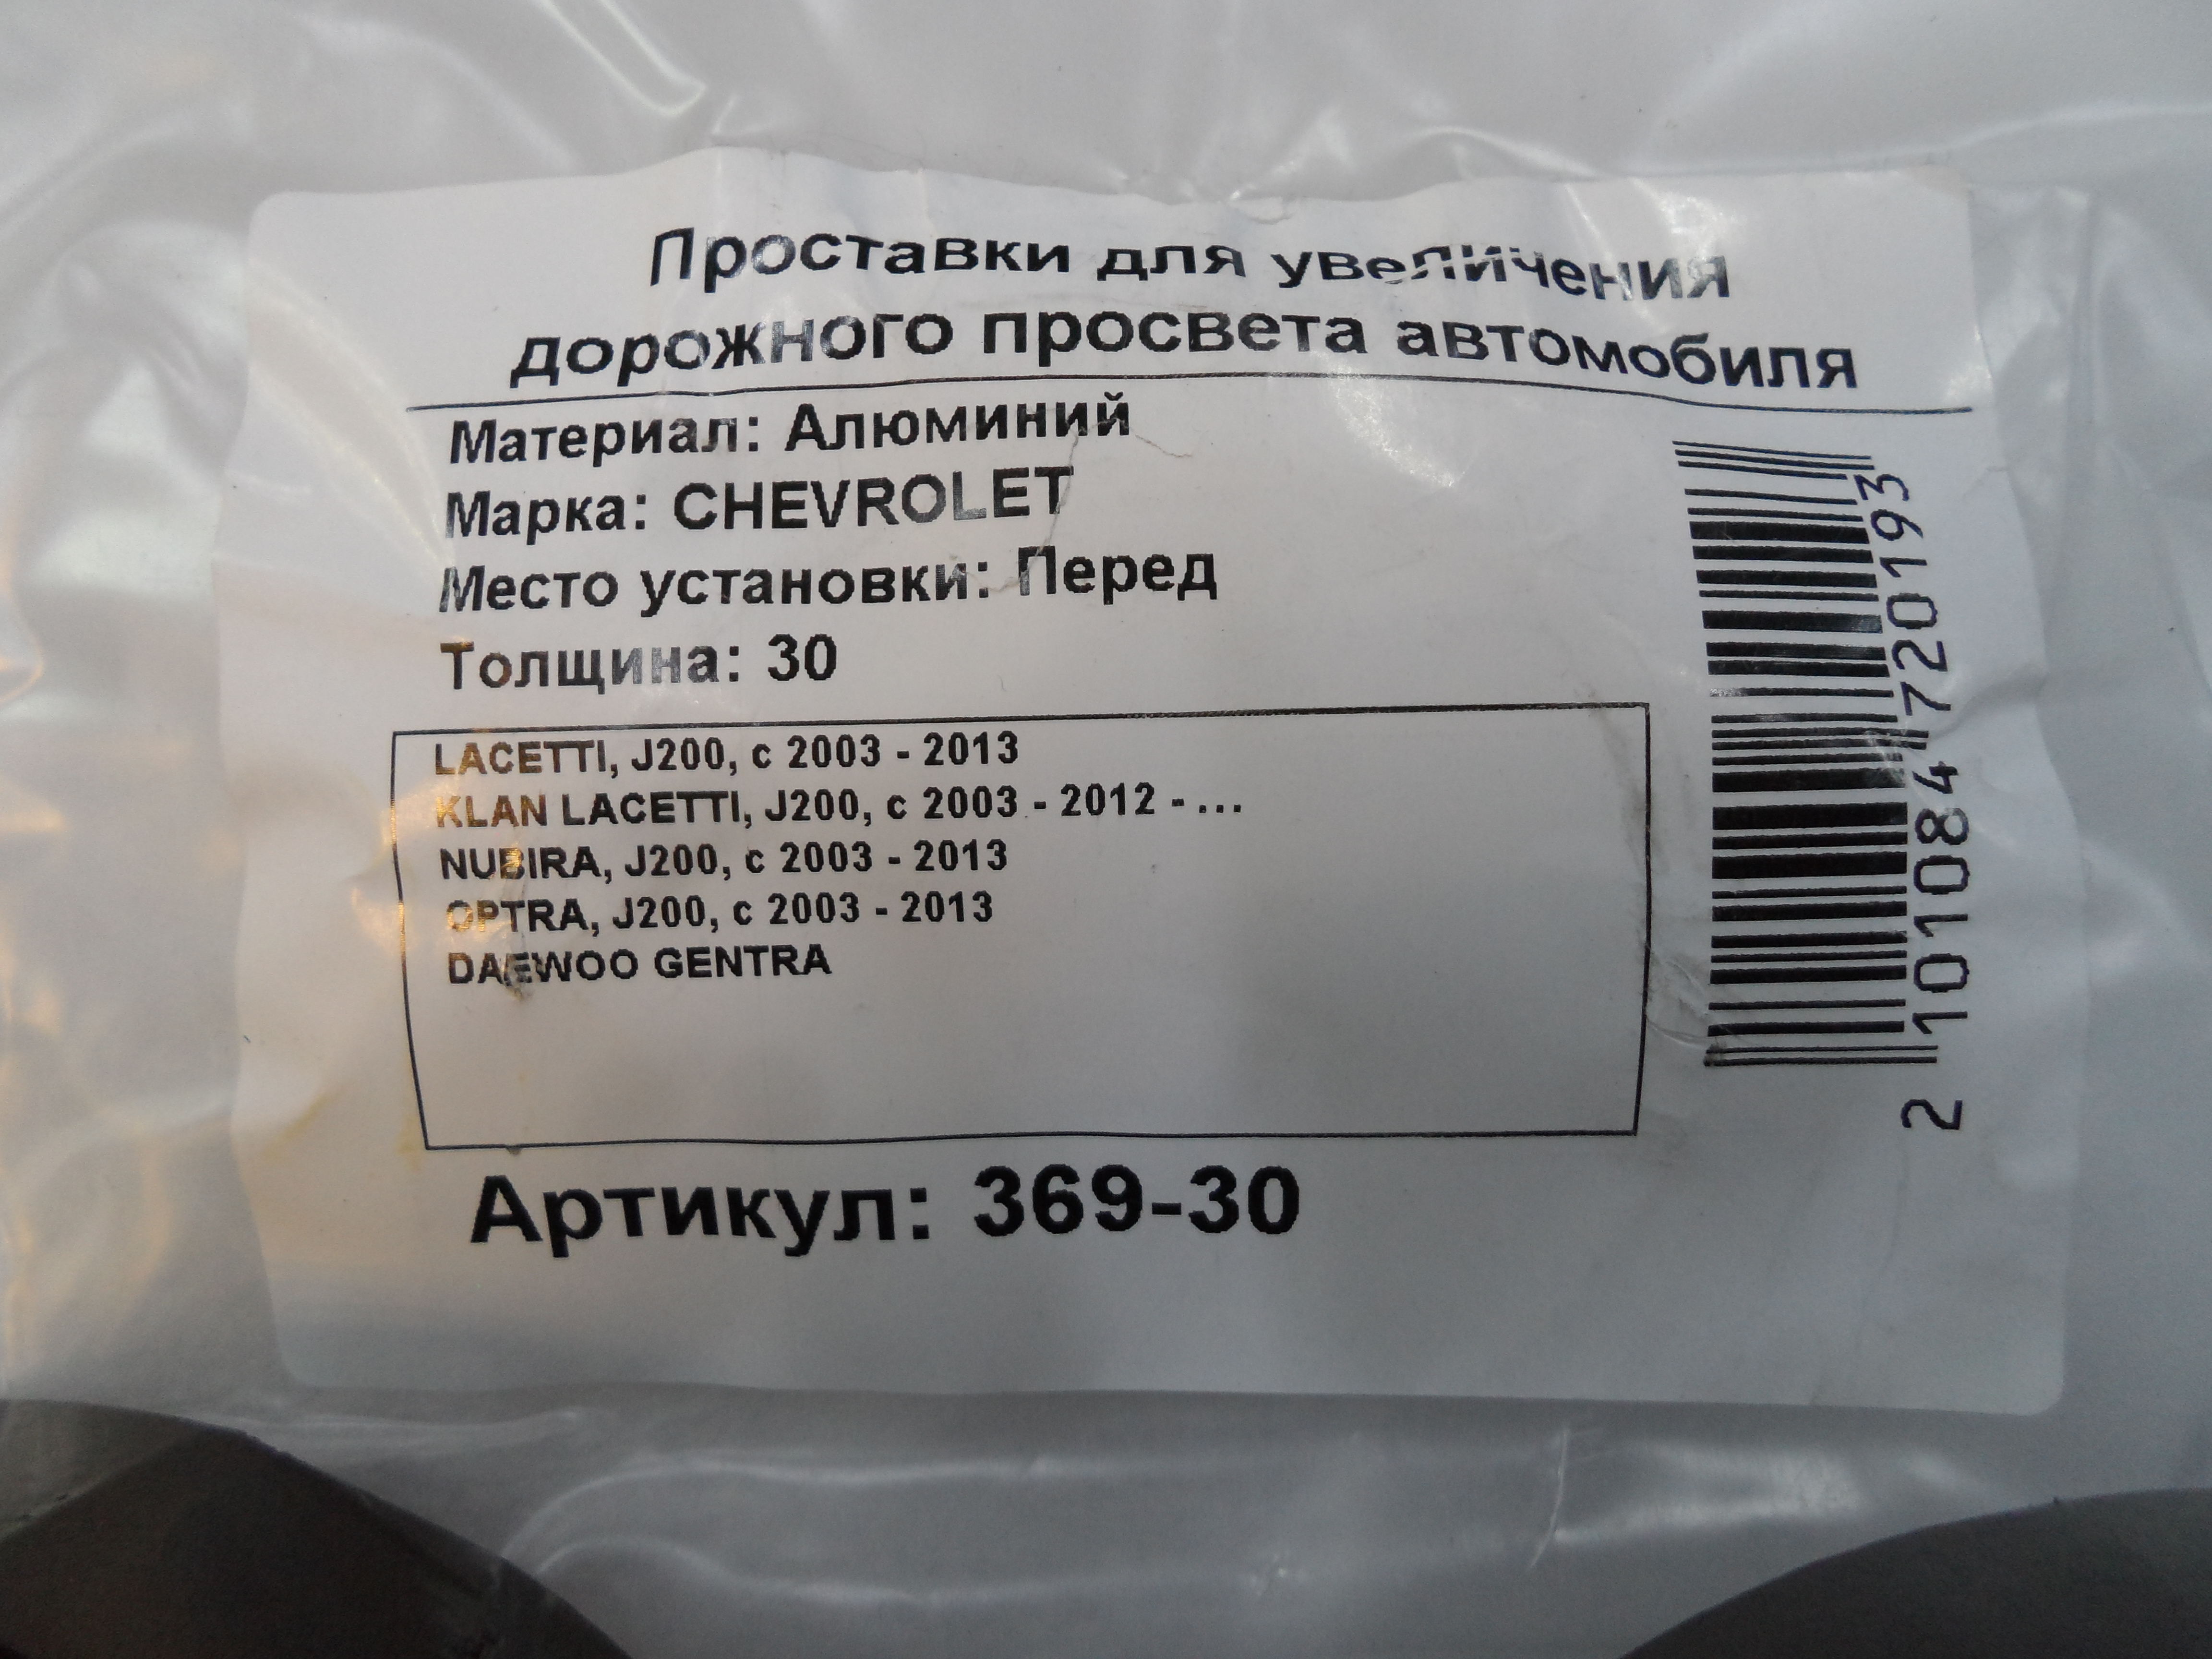 Проставки для увеличения
дорожного просвета автомобиля
Материал: Алюминий
Марка: CHEVROLET
Место установки: Перед
Толщина: 30
LACETTI, J200, с 2003 - 2013
KLAN LACETTI, J200, с 2003 - 2012 - ...
NUBIRA, J200, с 2003 - 2013
OPTRA, J200, с 2003 - 2013
DAEWOO GENTRA
Артикул: 369-30
2 101084 720193